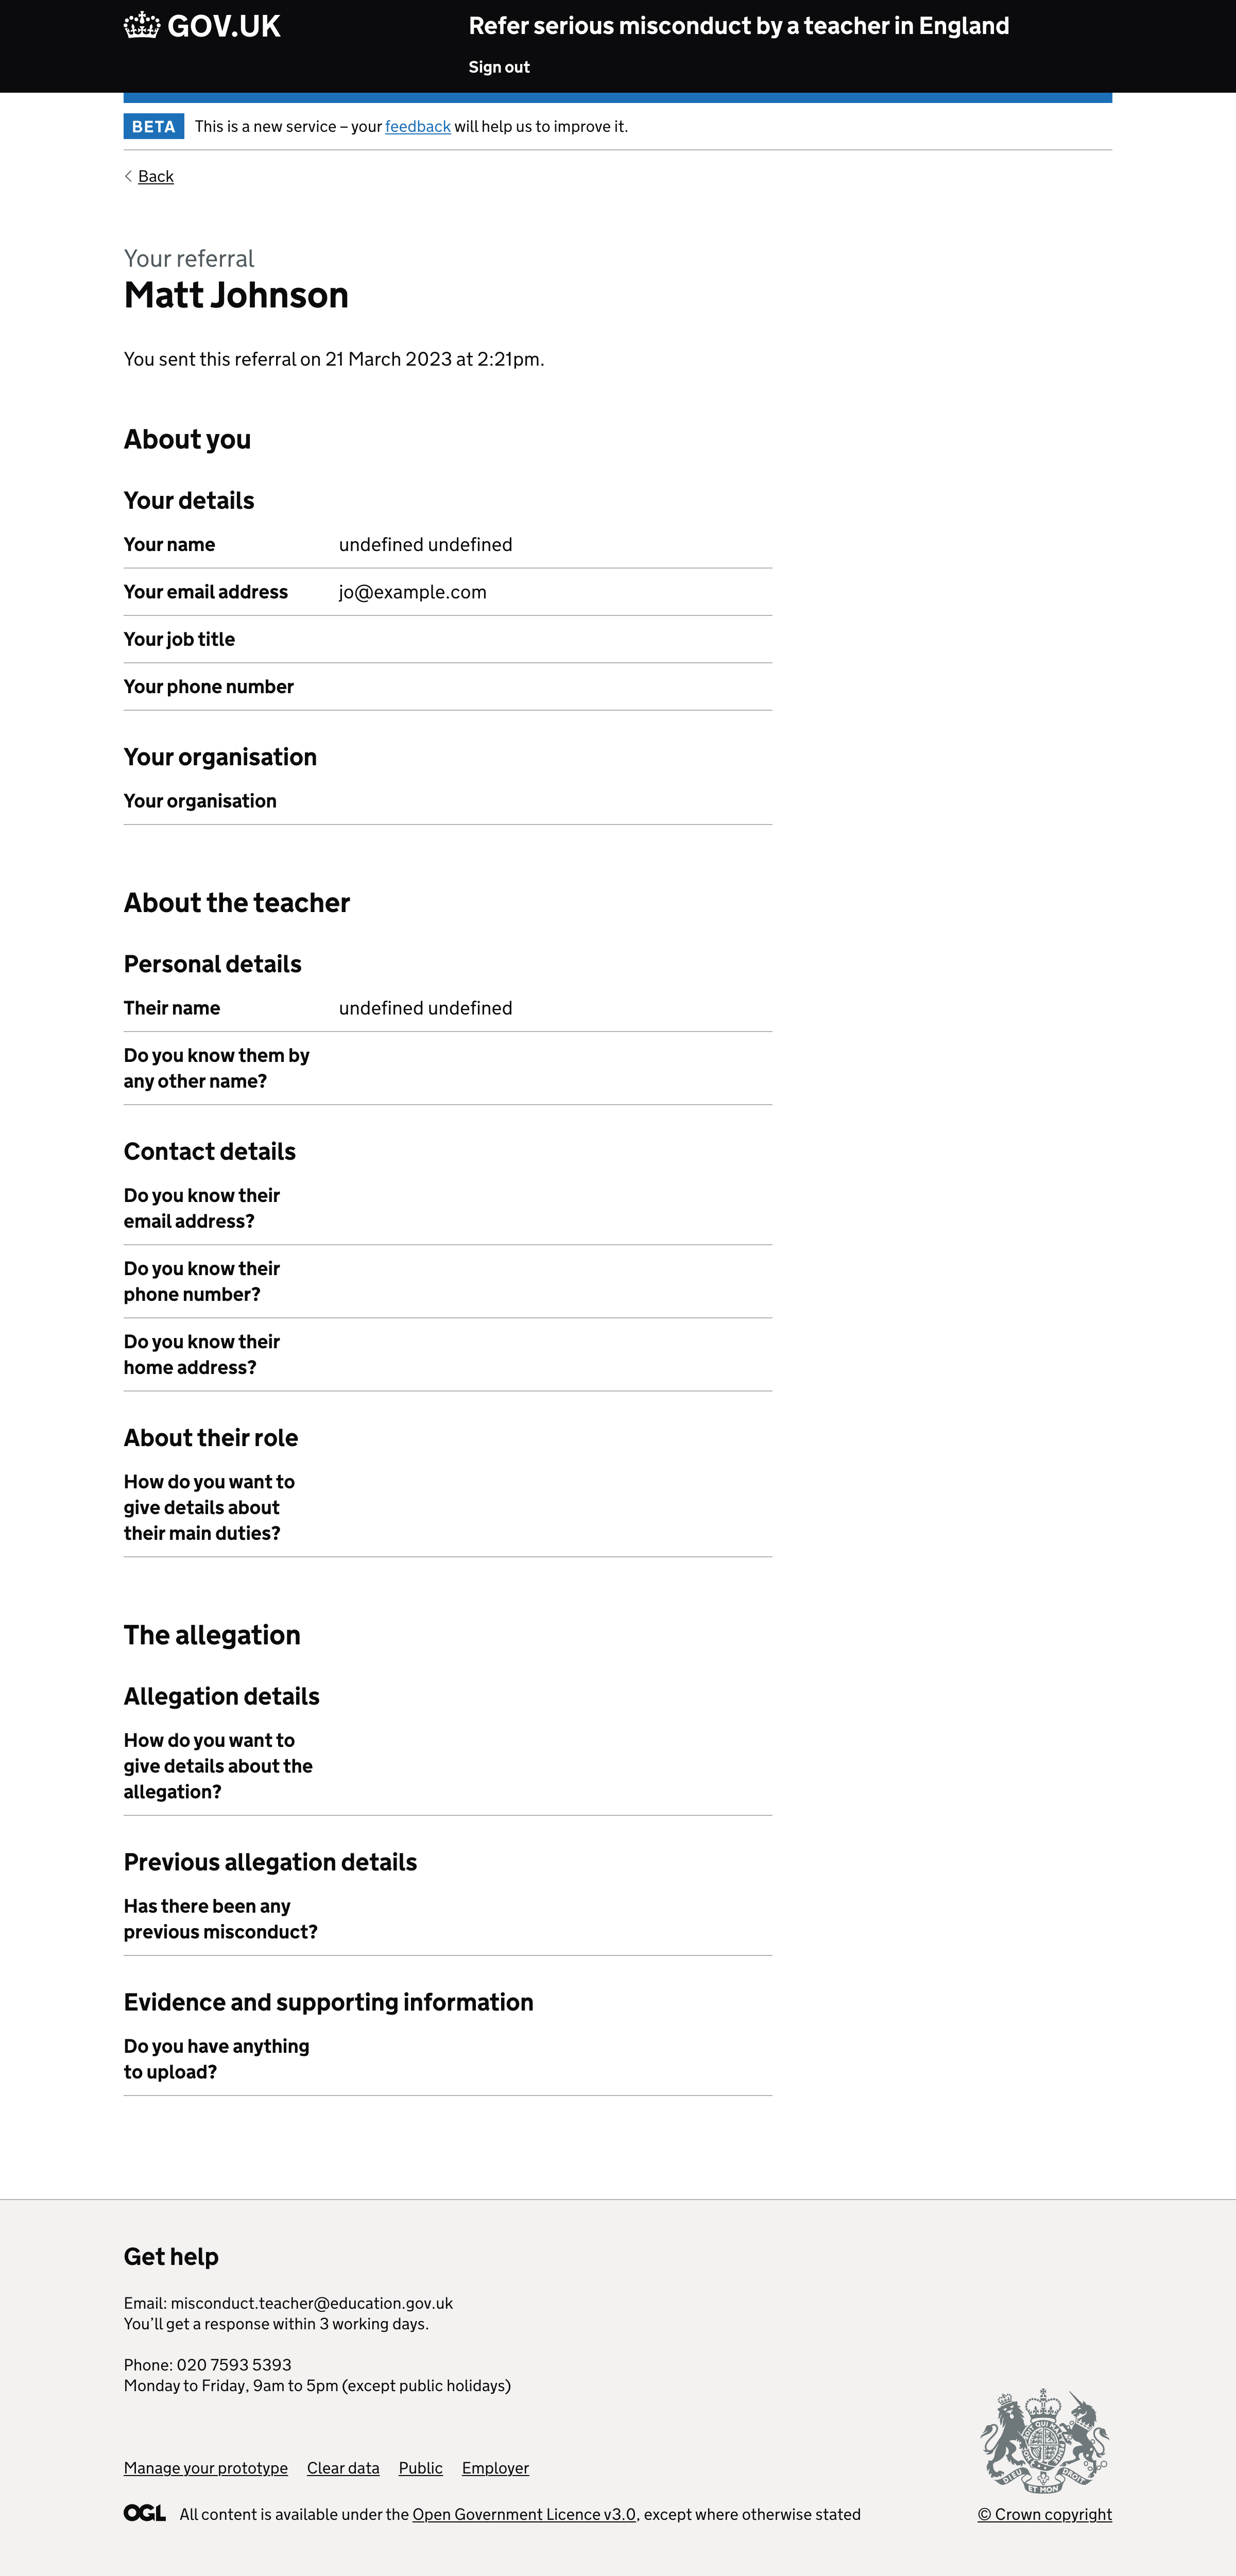 GOV.UK
Refer serious misconduct by a teacher in England
Sign out
BETA
This is a new service – your feedback will help us to improve it.
Back
Your referral
Matt Johnson
You sent this referral on 21 March 2023 at 2:21pm.
About you
Your details
Your name undefined undefined
Your email address jo@example.com
Your job title
Your phone number
Your organisation
Your organisation
About the teacher
Personal details
Their name undefined undefined
Do you know them by
any other name?
Contact details
Do you know their
email address?
Do you know their
phone number?
Do you know their
home address?
About their role
How do you want to
give details about
their main duties?
The allegation
Allegation details
How do you want to
give details about the
allegation?
Previous allegation details
Has there been any
previous misconduct?
Evidence and supporting information
Do you have anything
to upload?
Get help
Email: misconduct.teacher@education.gov.uk
You’ll get a response within 3 working days.
Phone: 020 7593 5393
Monday to Friday, 9am to 5pm (except public holidays)
Manage your prototype Clear data Public Employer
OGL All content is available under the Open Government Licence v3.0, except where otherwise stated
DIEU ET MON DROIT
© Crown copyright